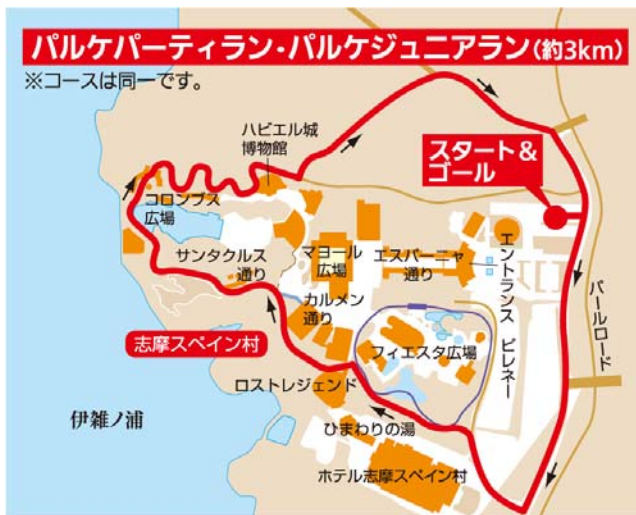 パルケパーティラン・パルケジュニアラン(約3km)
※コースは同一です。
ハビエル城
博物館
スタート&
ゴール
コロンブス
広場
サンタクルス
通り
マヨール
広場
エスパーニャ
通り
エントランス ピレネー
パールロード
カルメン
通り
志摩スペイン村
フィエスタ広場
ロストレジェンド
伊雑ノ浦
ひまわりの湯
ホテル志摩スペイン村